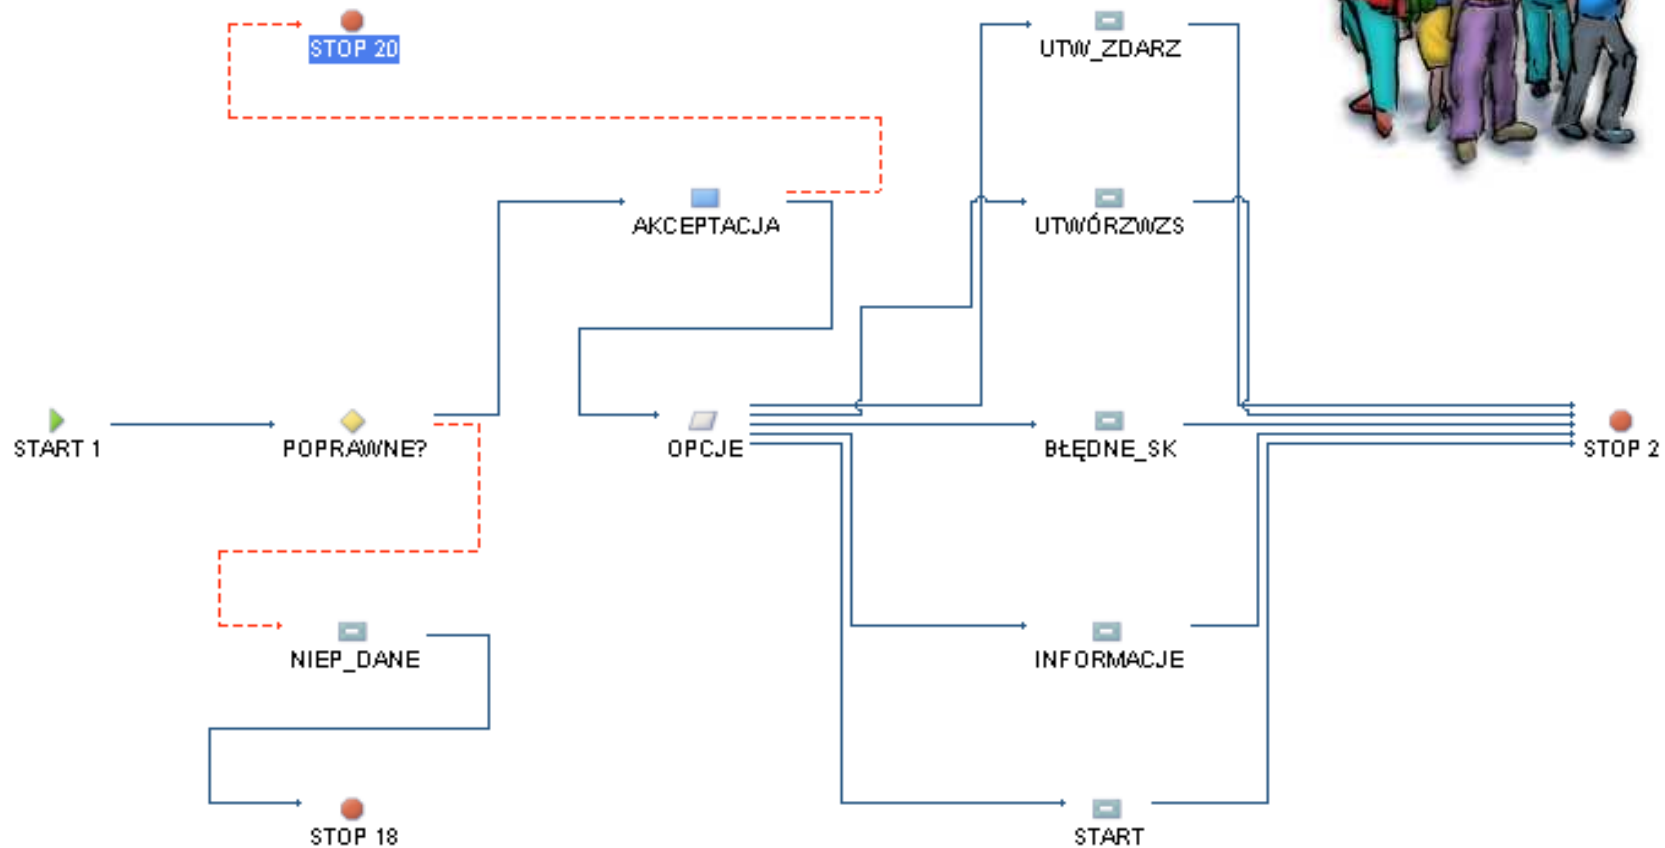 STOP 20
UTW_ZDARZ
AKCEPTACJA
UTWÓRZWZS
START 1
POPRAWNE?
OPCJE
BŁĘDNE_SK
STOP 2
NIEP_DANE
INFORMACJE
STOP 18
START